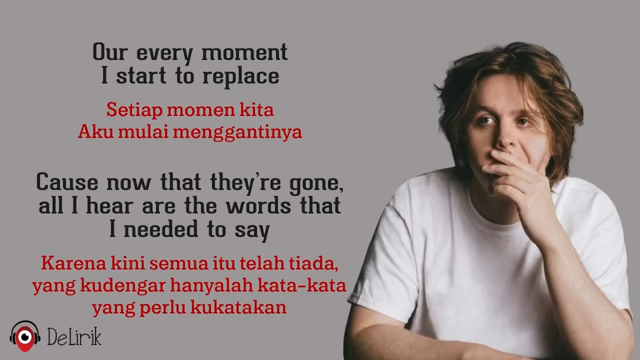 Our every moment
I start to replace
Setiap momen kita
Aku mulai menggantinya
Cause now that they're gone,
all I hear are the words that
I needed to say
Karena kini semua itu telah tiada,
yang kudengar hanyalah kata-kata
yang perlu kukatakan
DeLirik